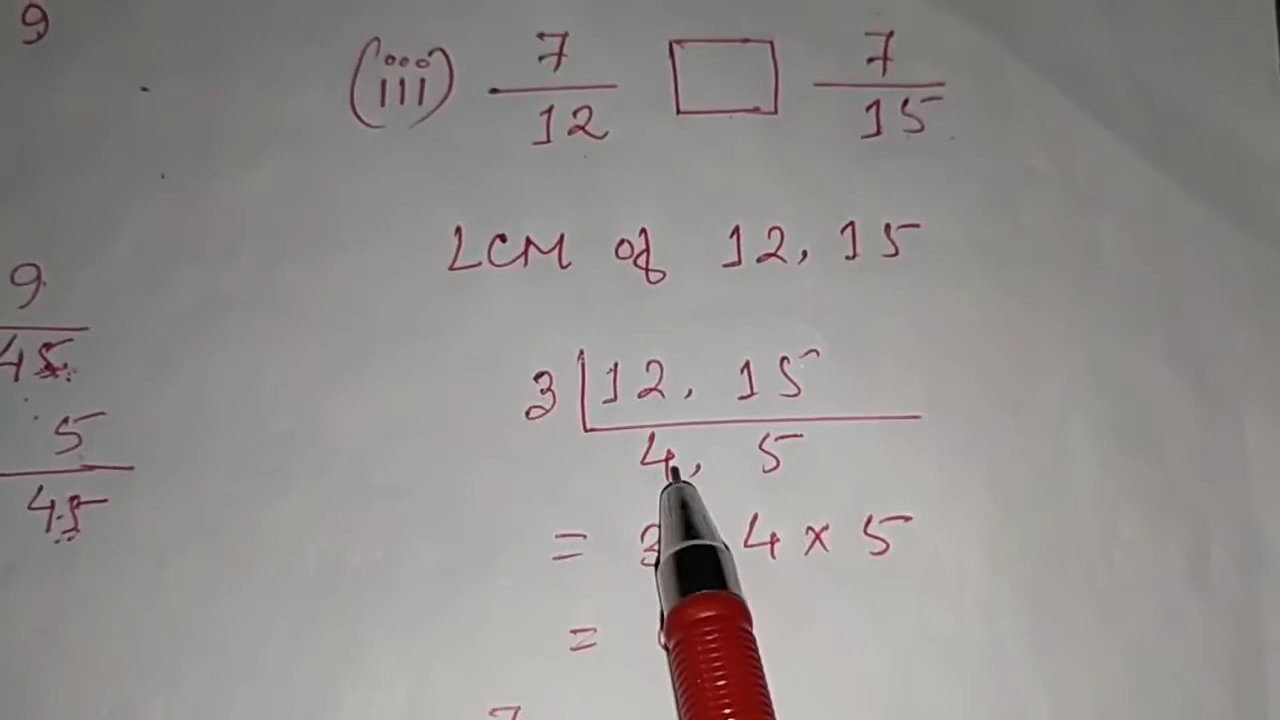 9
(iii) 7/12 □ 7/15
LCM of 12, 15
9/45
3 | 12, 15
4, 5
5/45
= 3 4 × 5
=
7